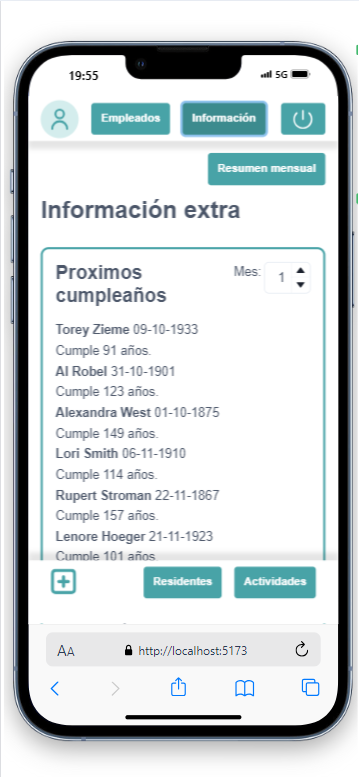 19:55
5G
Empleados
Información
Resumen mensual
Información extra
Proximos
cumpleaños
Mes: 1
Torey Zieme 09-10-1933
Cumple 91 años.
Al Robel 31-10-1901
Cumple 123 años.
Alexandra West 01-10-1875
Cumple 149 años.
Lori Smith 06-11-1910
Cumple 114 años.
Rupert Stroman 22-11-1867
Cumple 157 años.
Lenore Hoeger 21-11-1923
Cumple 101 años.
Residentes
Actividades
AA
http://localhost:5173